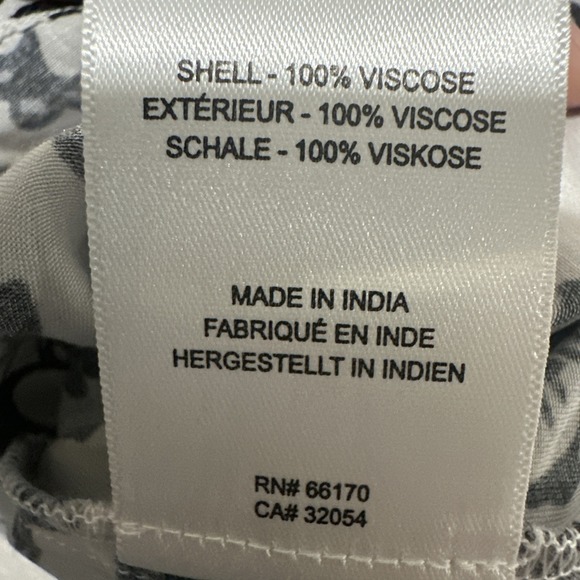 SHELL - 100% VISCOSE
EXTÉRIEUR - 100% VISCOSE
SCHALE - 100% VISKOSE
MADE IN INDIA
FABRIQUÉ EN INDE
HERGESTELLT IN INDIEN
RN# 66170
CA# 32054